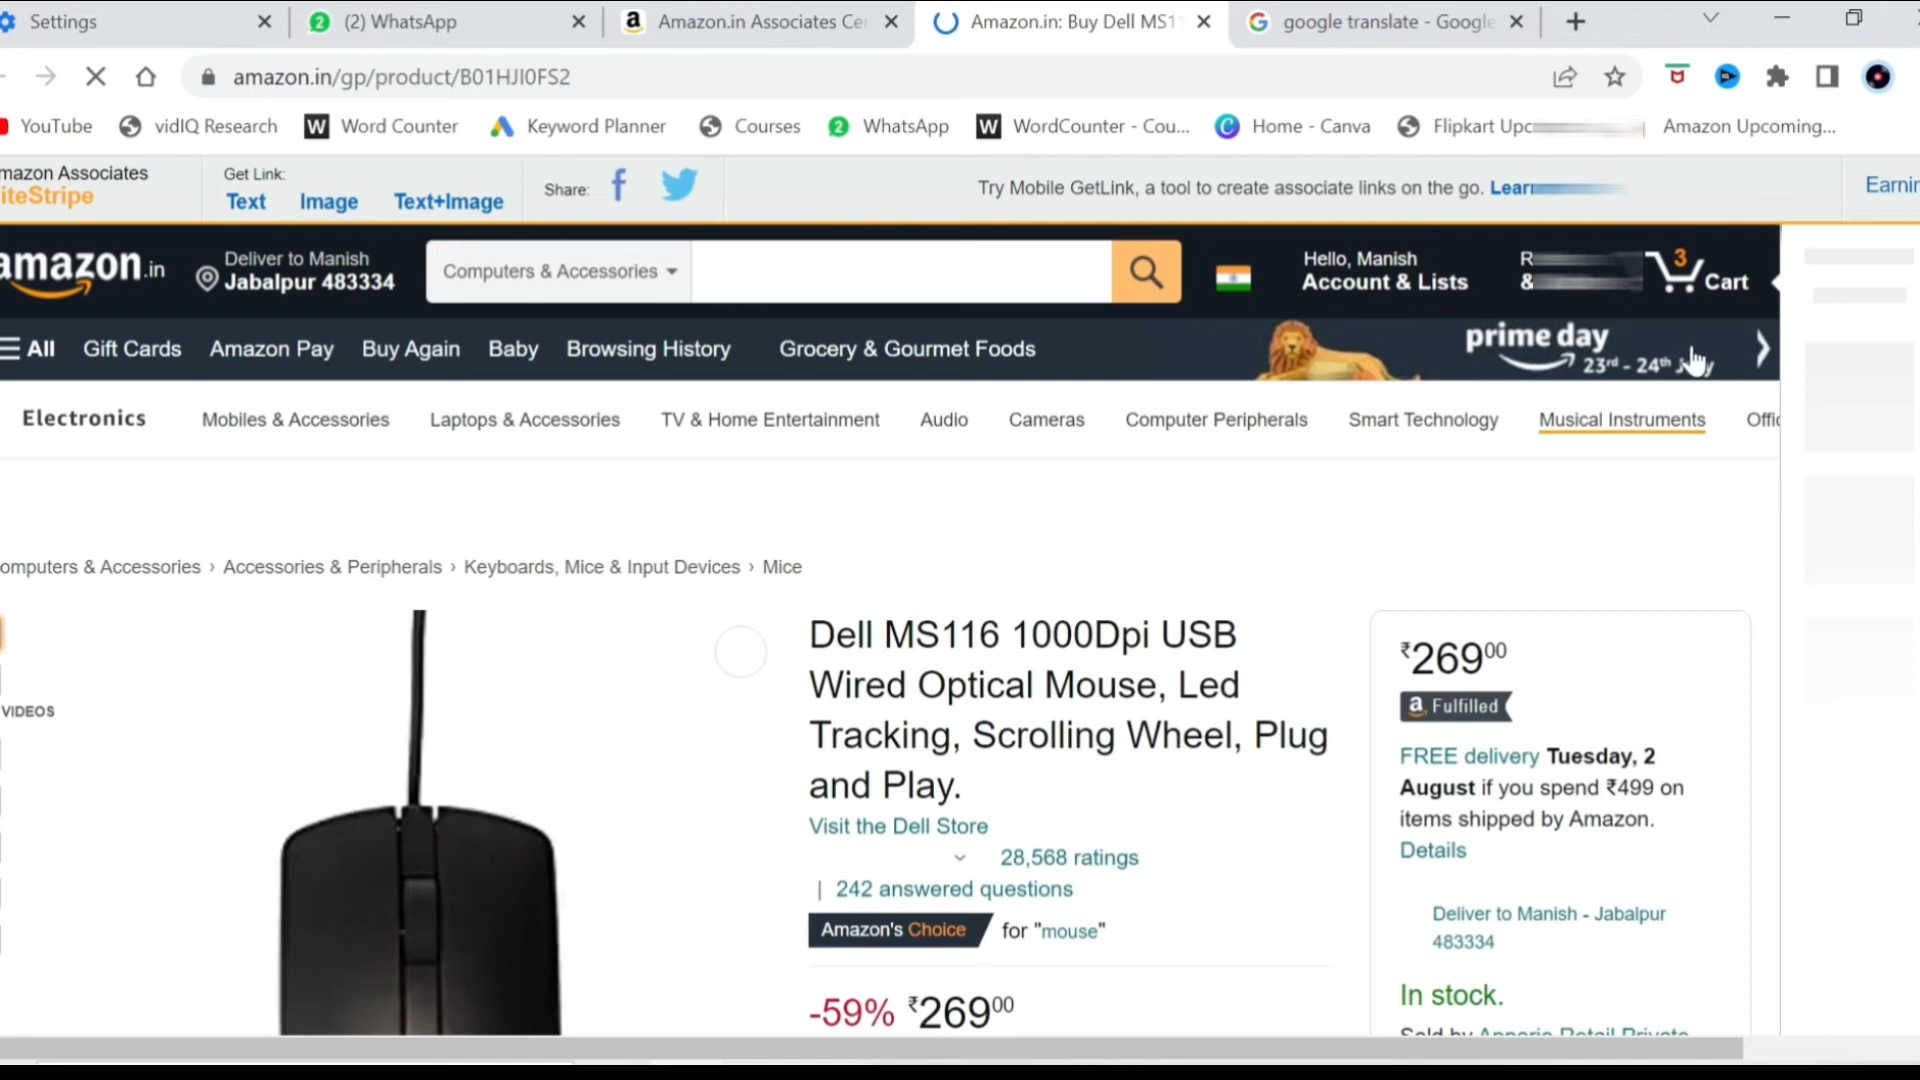 Settings
(2) WhatsApp
Amazon.in Associates Cer
Amazon.in: Buy Dell MS1
google translate - Google
amazon.in/gp/product/B01HJI0FS2
YouTube
vidIQ Research
Word Counter
Keyword Planner
Courses
WhatsApp
WordCounter - Cou...
Home - Canva
Flipkart Upc
Amazon Upcoming...
mazon Associates
iteStripe
Get Link:
Text Image Text+Image
Share:
Try Mobile GetLink, a tool to create associate links on the go. Lear
Earnin
amazon.in
Deliver to Manish
Jabalpur 483334
Computers & Accessories
Hello, Manish
Account & Lists
R
&
3
Cart
All Gift Cards Amazon Pay Buy Again Baby Browsing History Grocery & Gourmet Foods
prime day
23rd - 24th
Electronics Mobiles & Accessories Laptops & Accessories TV & Home Entertainment Audio Cameras Computer Peripherals Smart Technology Musical Instruments Offic
omputers & Accessories › Accessories & Peripherals › Keyboards, Mice & Input Devices › Mice
VIDEOS
Dell MS116 1000Dpi USB
Wired Optical Mouse, Led
Tracking, Scrolling Wheel, Plug
and Play.
Visit the Dell Store
28,568 ratings
| 242 answered questions
Amazon's Choice for "mouse"
-59% ₹26900
₹26900
a Fulfilled
FREE delivery Tuesday, 2
August if you spend ₹499 on
items shipped by Amazon.
Details
Deliver to Manish - Jabalpur
483334
In stock.
Sold by Appario Retail Private